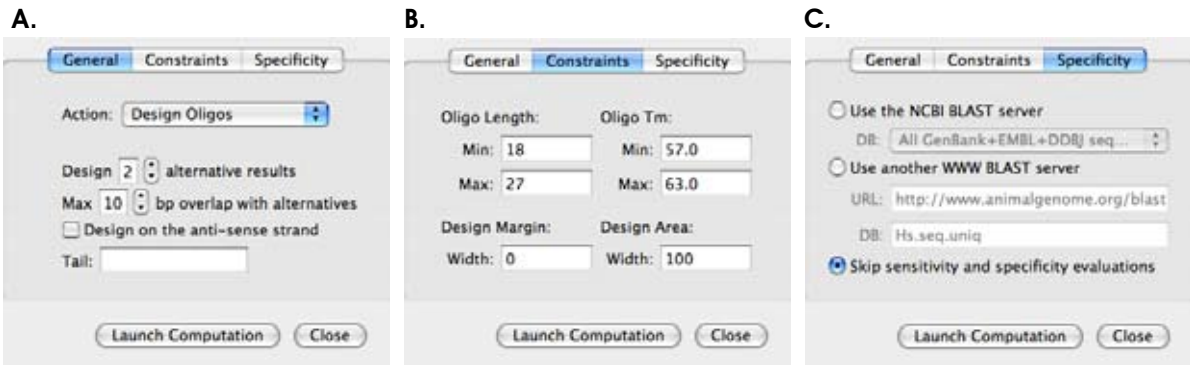 A.
General Constraints Specificity
Action: Design Oligos
Design 2 alternative results
Max 10 bp overlap with alternatives
Design on the anti-sense strand
Tail:
Launch Computation Close
B.
General Constraints Specificity
Oligo Length: Oligo Tm:
Min: 18 Min: 57.0
Max: 27 Max: 63.0
Design Margin: Design Area:
Width: 0 Width: 100
Launch Computation Close
C.
General Constraints Specificity
Use the NCBI BLAST server
DB: All GenBank+EMBL+DDBJ seq...
Use another WWW BLAST server
URL: http://www.animalgenome.org/blast
DB: Hs.seq.uniq
Skip sensitivity and specificity evaluations
Launch Computation Close